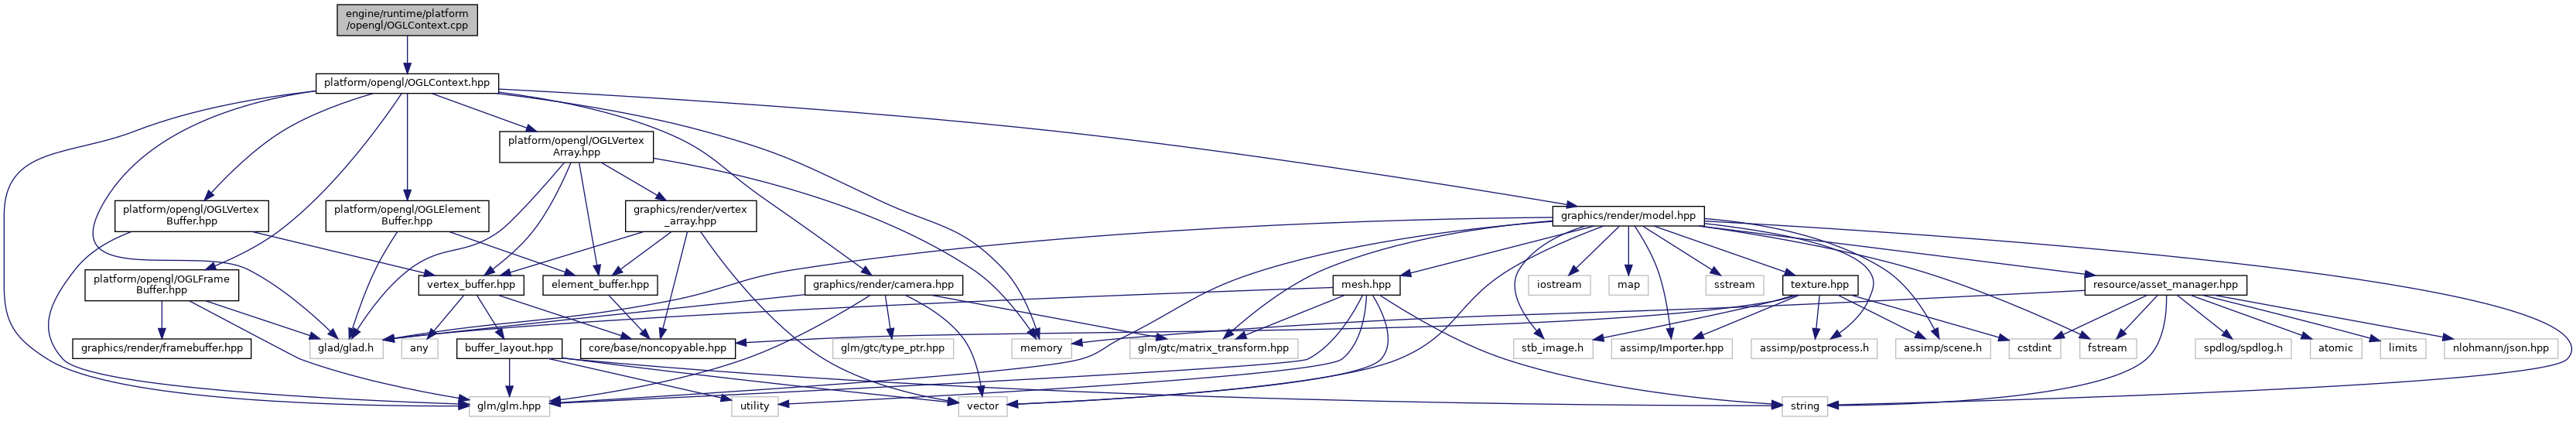 engine/runtime/platform
/opengl/OGLContext.cpp
platform/opengl/OGLContext.hpp
platform/opengl/OGLVertex
Array.hpp
platform/opengl/OGLVertex
Buffer.hpp
platform/opengl/OGLElement
Buffer.hpp
graphics/render/vertex
_array.hpp
graphics/render/model.hpp
platform/opengl/OGLFrame
Buffer.hpp
vertex_buffer.hpp
element_buffer.hpp
graphics/render/camera.hpp
mesh.hpp
iostream
map
sstream
texture.hpp
resource/asset_manager.hpp
graphics/render/framebuffer.hpp
glad/glad.h
any
buffer_layout.hpp
core/base/noncopyable.hpp
glm/gtc/type_ptr.hpp
memory
glm/gtc/matrix_transform.hpp
stb_image.h
assimp/Importer.hpp
assimp/postprocess.h
assimp/scene.h
cstdint
fstream
spdlog/spdlog.h
atomic
limits
nlohmann/json.hpp
glm/glm.hpp
utility
vector
string